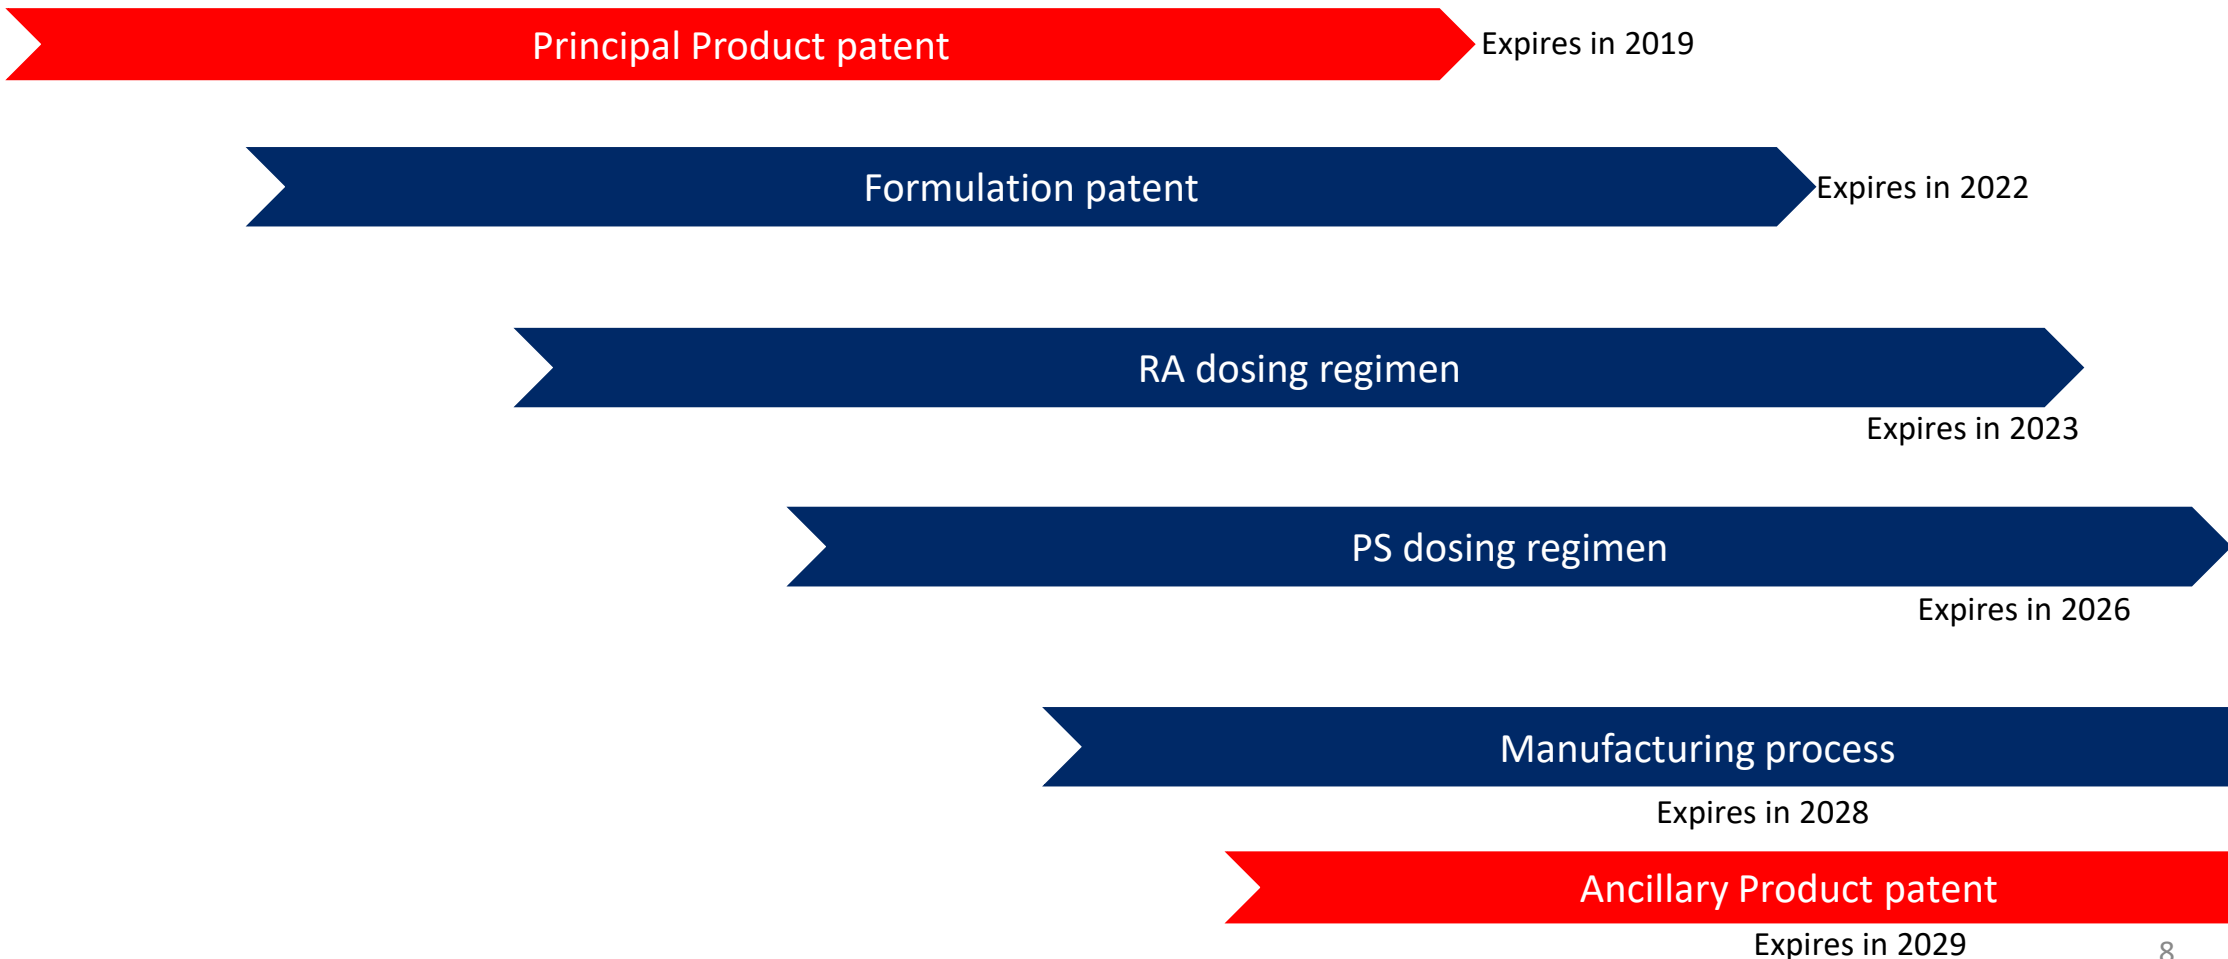 Principal Product patent
Expires in 2019
Formulation patent
Expires in 2022
RA dosing regimen
Expires in 2023
PS dosing regimen
Expires in 2026
Manufacturing process
Expires in 2028
Ancillary Product patent
Expires in 2029
8